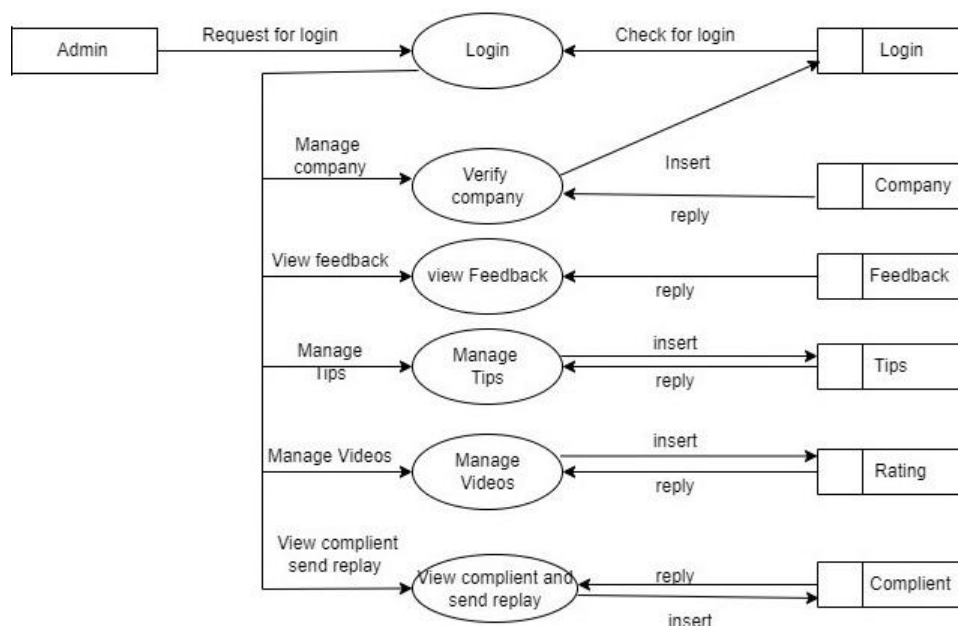 Admin
Request for login
Login
Check for login
Login
Manage
company
Verify
company
Insert
reply
Company
View feedback
view Feedback
reply
Feedback
Manage
Tips
Manage
Tips
insert
reply
Tips
Manage Videos
Manage
Videos
insert
reply
Rating
View complient
send replay
View complient and
send replay
reply
insert
Complient